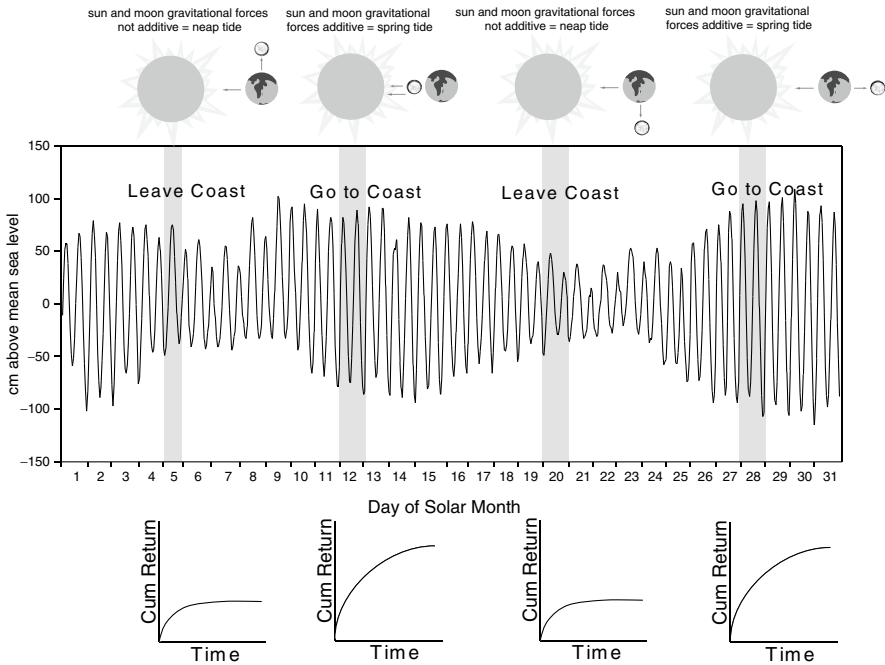 sun and moon gravitational forces
not additive = neap tide
sun and moon gravitational
forces additive = spring tide
sun and moon gravitational forces
not additive = neap tide
sun and moon gravitational
forces additive = spring tide
150
100
50
0
−50
−100
−150
cm above mean sea level
Leave Coast
Go to Coast
Leave Coast
Go to Coast
1 2 3 4 5 6 7 8 9 10 11 12 13 14 15 16 17 18 19 20 21 22 23 24 25 26 27 28 29 30 31
Day of Solar Month
Cum Return
Time
Cum Return
Time
Cum Return
Time
Cum Return
Time